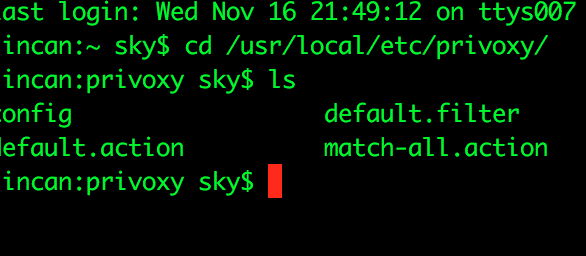 ast login: Wed Nov 16 21:49:12 on ttys007
incan:~ sky$ cd /usr/local/etc/privoxy/
incan:privoxy sky$ ls
config default.filter
default.action match-all.action
incan:privoxy sky$